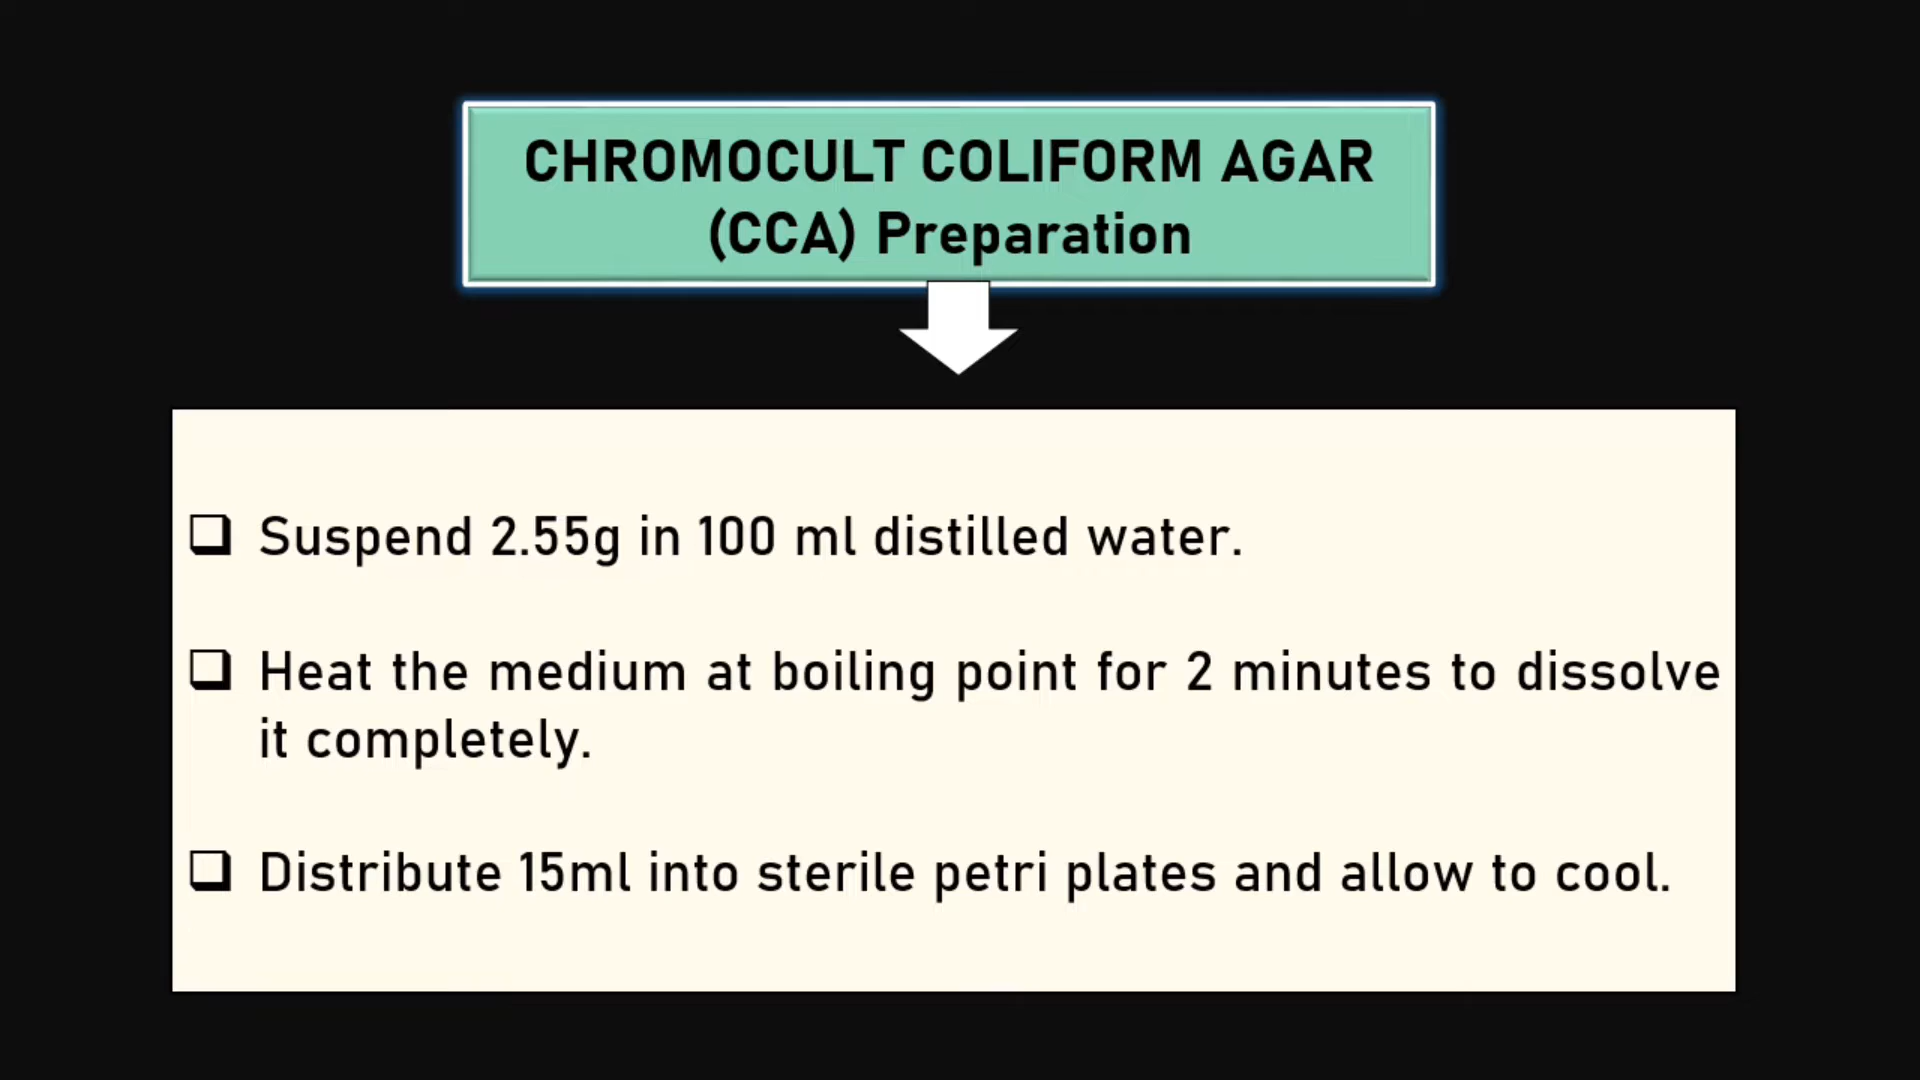 CHROMOCULT COLIFORM AGAR
(CCA) Preparation
Suspend 2.55g in 100 ml distilled water.
Heat the medium at boiling point for 2 minutes to dissolve
it completely.
Distribute 15ml into sterile petri plates and allow to cool.